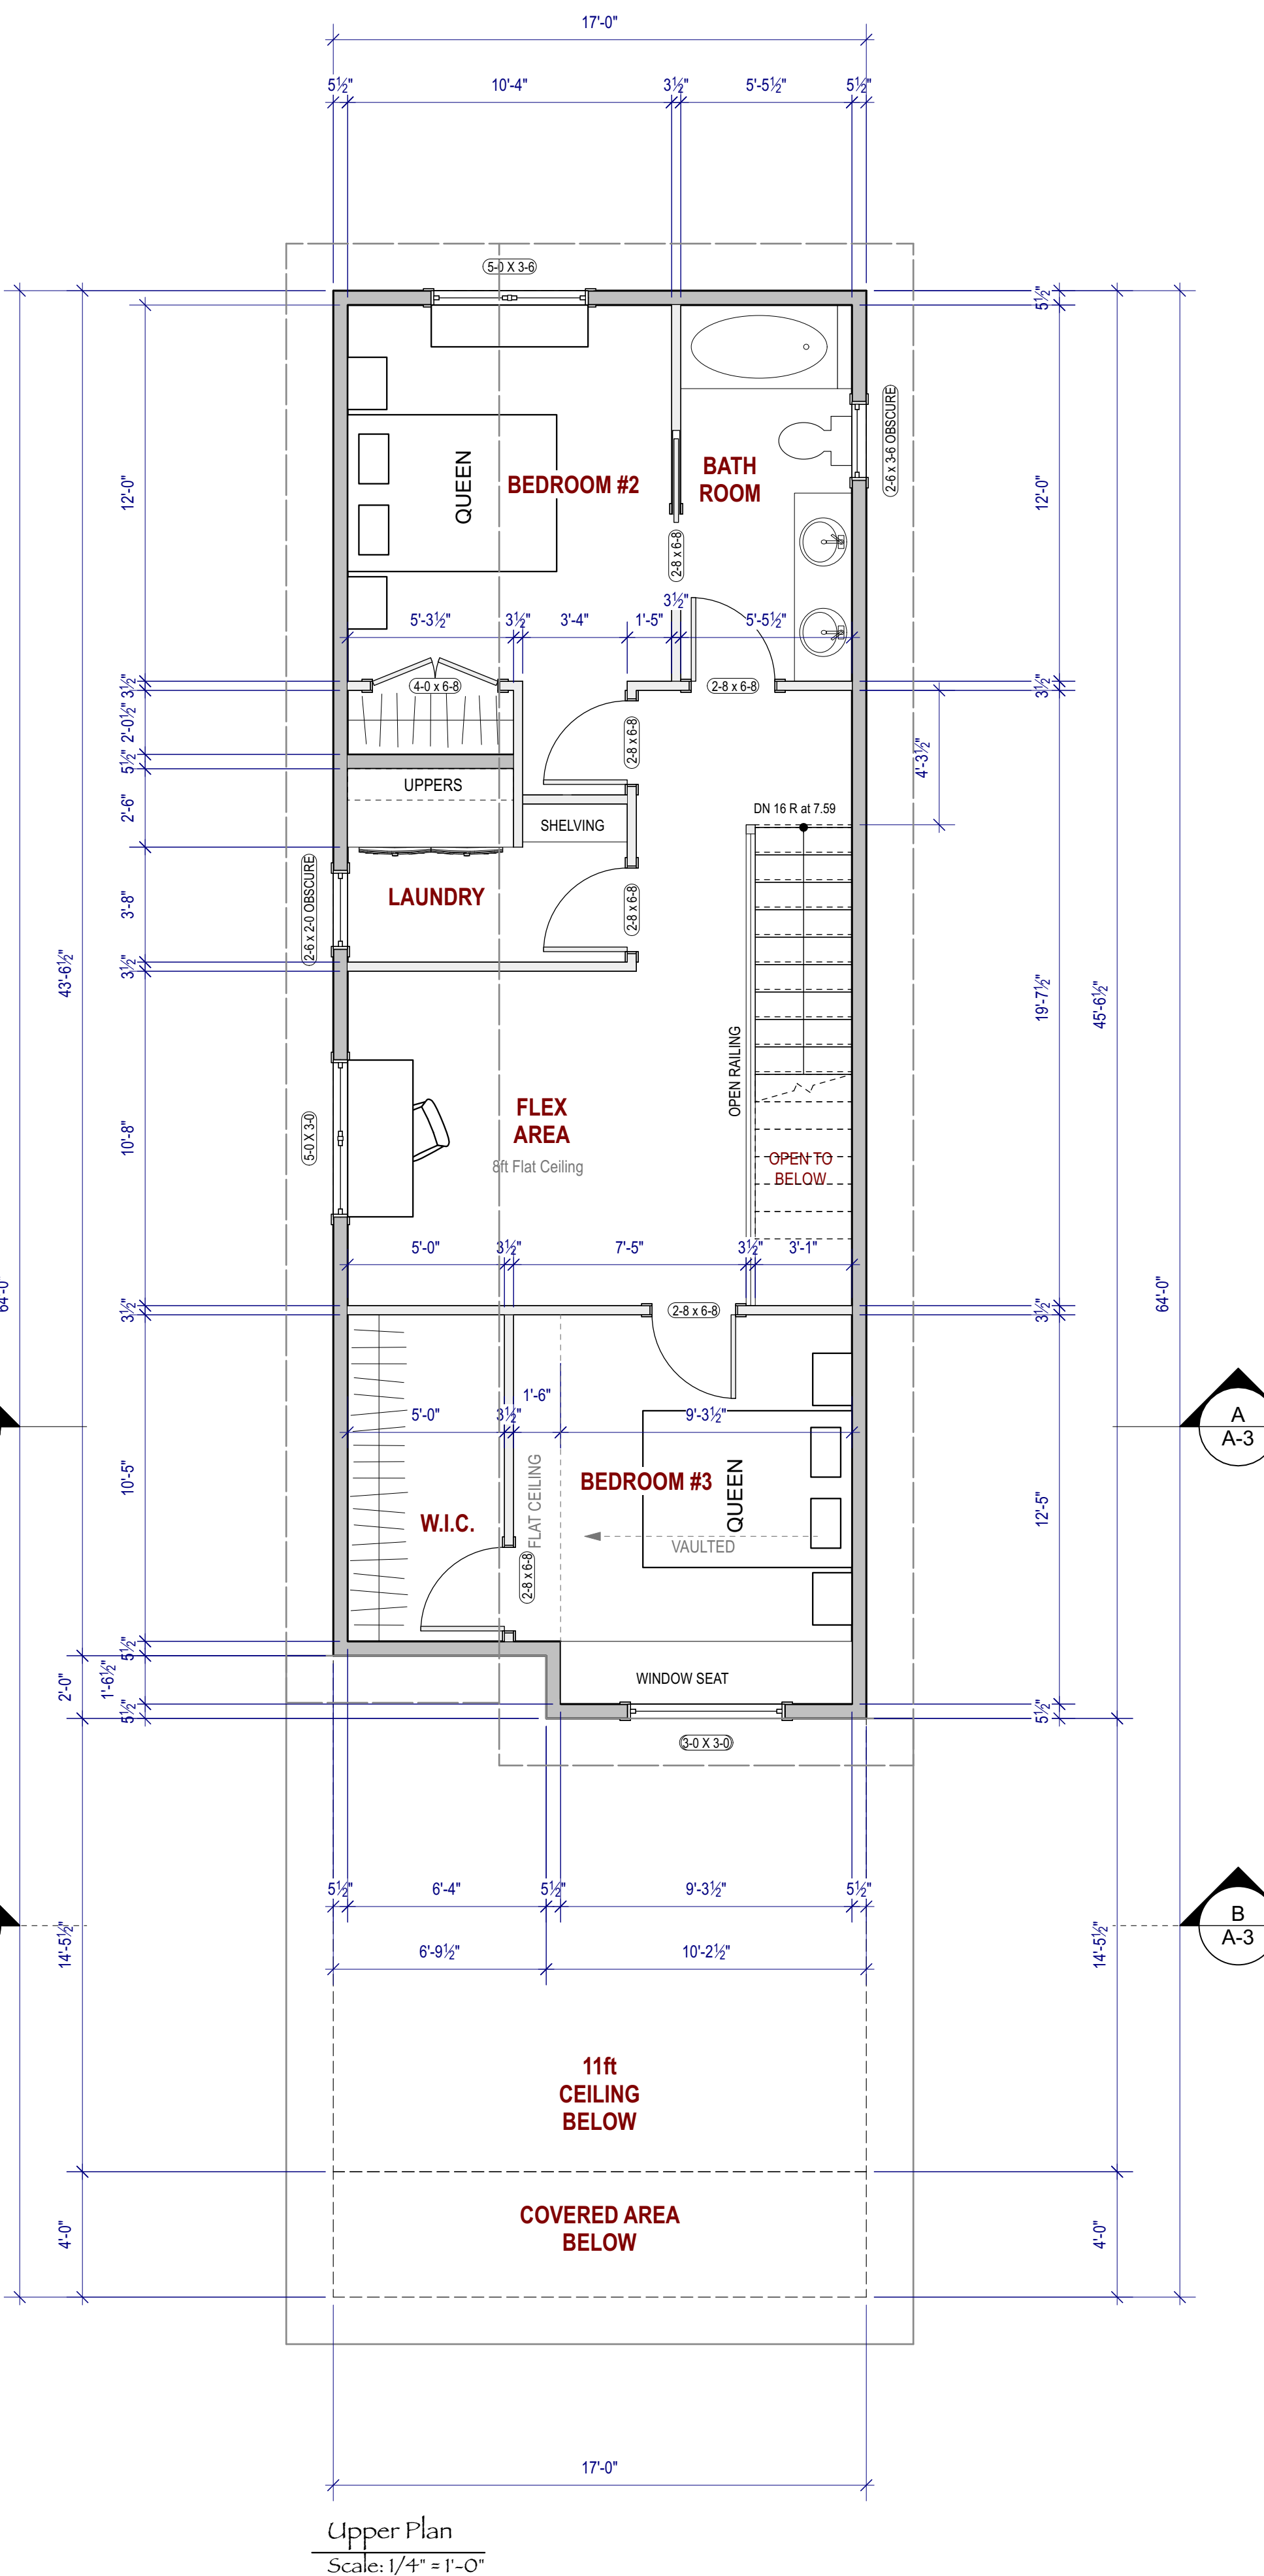 17'-0"
5½" 10'-4" 3½" 5'-5½" 5½"
5-0 X 3-6
5½"
2-6 x 3-6 OBSCURE
QUEEN
BEDROOM #2
BATH
ROOM
12'-0"
12'-0"
2-8 x 6-8
3½"
5'-3½" 3½" 3'-4" 1'-5" 5'-5½"
4-0 x 6-8
2-8 x 6-8
3½"
3½"
2'-0½"
2-8 x 6-8
4'-3½"
5½"
UPPERS
2'-6"
DN 16 R at 7.59
SHELVING
2-6 x 2-0 OBSCURE
LAUNDRY
2-8 x 6-8
3'-8"
3½"
43'-6½"
19'-7½"
45'-6½"
OPEN RAILING
FLEX
AREA
8ft Flat Ceiling
5-0 X 3-0
10'-8"
OPEN TO
BELOW
5'-0" 3½" 7'-5" 3½" 3'-1"
64'-0"
64'-0"
3½"
2-8 x 6-8
3½"
1'-6"
5'-0" 3½" 9'-3½"
A
A-3
FLAT CEILING
BEDROOM #3
QUEEN
10'-5"
12'-5"
W.I.C.
VAULTED
2-8 x 6-8
5½"
2'-0"
1'-6½"
WINDOW SEAT
5½"
5½"
3-0 X 3-0
5½" 6'-4" 5½" 9'-3½" 5½"
B
A-3
14'-5½"
14'-5½"
6'-9½" 10'-2½"
11ft
CEILING
BELOW
COVERED AREA
BELOW
4'-0"
4'-0"
17'-0"
Upper Plan
Scale: 1/4" = 1'-0"